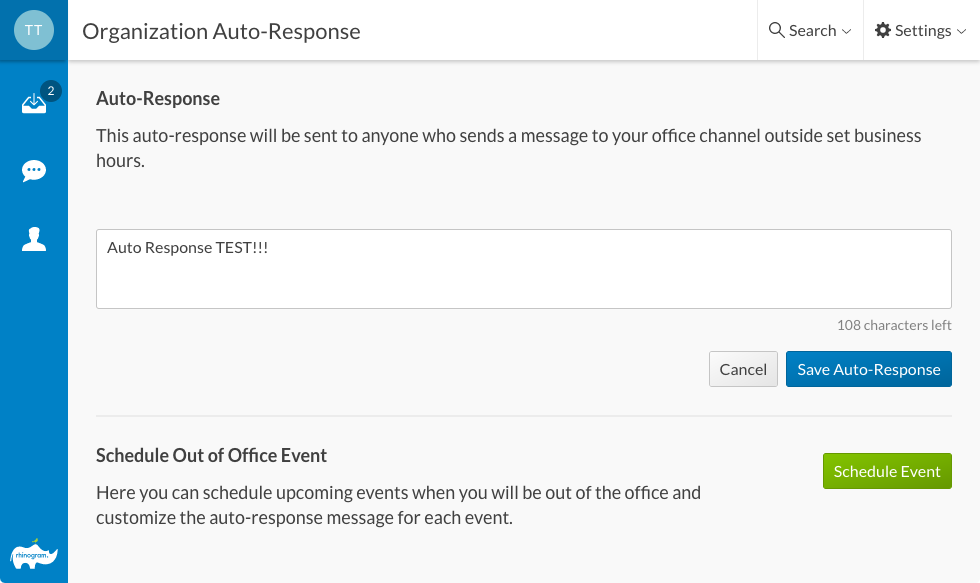 TT
Organization Auto-Response
Search
Settings
2
Auto-Response
This auto-response will be sent to anyone who sends a message to your office channel outside set business
hours.
Auto Response TEST!!!
108 characters left
Cancel
Save Auto-Response
Schedule Out of Office Event
Schedule Event
Here you can schedule upcoming events when you will be out of the office and
customize the auto-response message for each event.
rhinogram